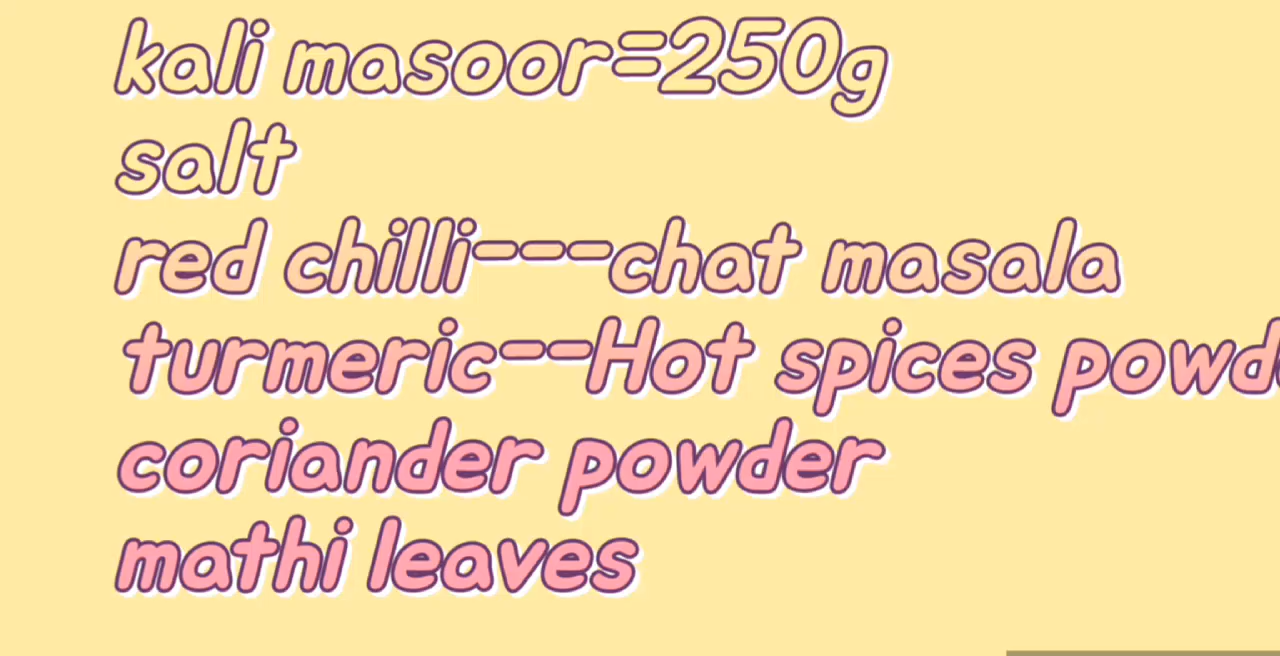 kali masoor=250g
salt
red chilli---chat masala
turmeric--Hot spices powd
coriander powder
mathi leaves